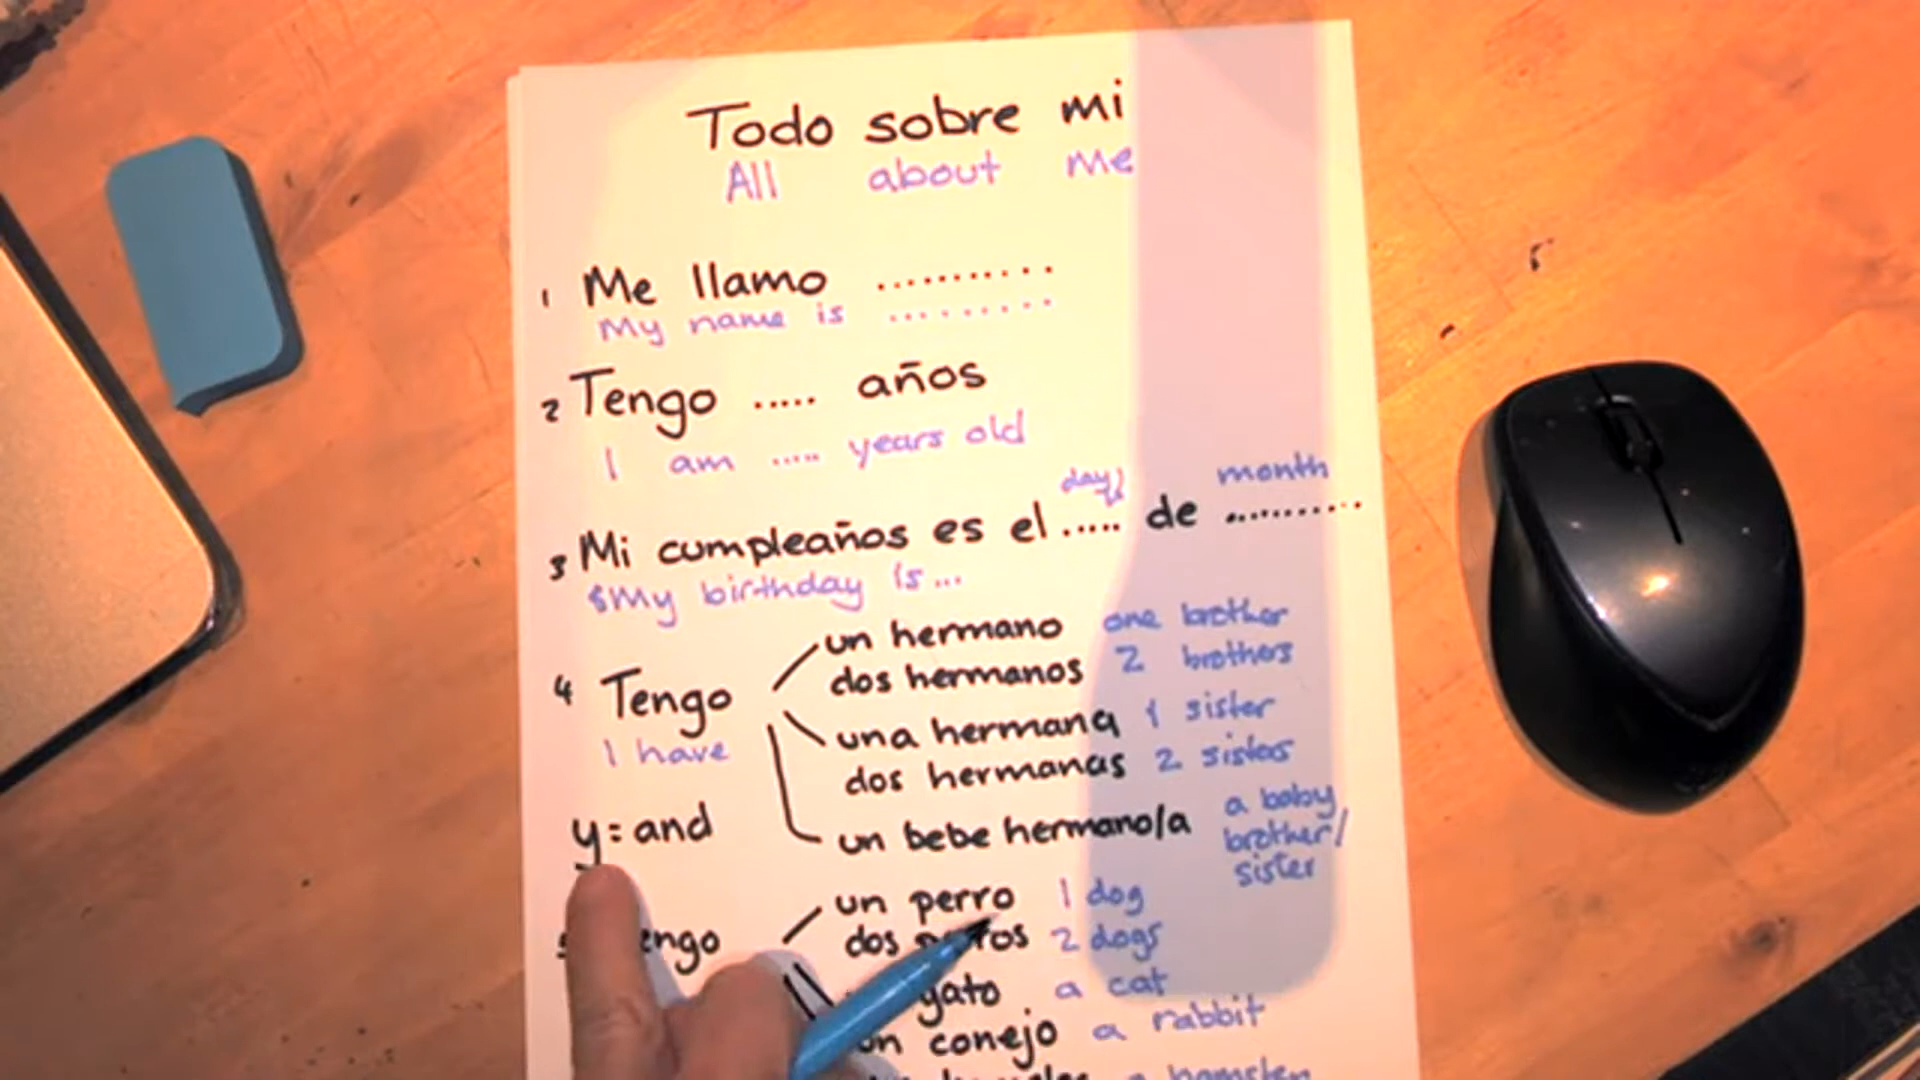 Todo sobre mi
All about Me
1 Me llamo ...........
My name is .........
2 Tengo ..... años
I am ..... years old
day month
3 Mi cumpleaños es el ..... de ..........
My birthday is ...
un hermano one brother
dos hermanos 2 brothers
4 Tengo
I have
una hermana 1 sister
dos hermanas 2 sisters
y = and
un bebe hermano/a a baby brother/ sister
un perro 1 dog
dos 2 dogs
gato a cat
conejo a rabbit
a hamster